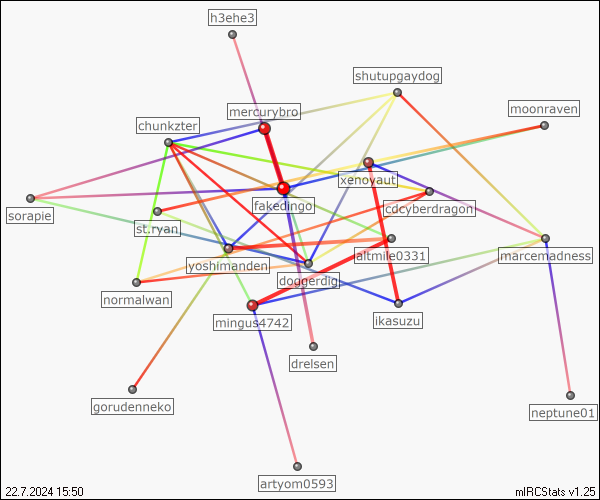 h3ehe3
shutupgaydog
mercurybro
moonraven
chunkzter
xenovaut
fakedingo
cdcyberdragon
sorapie
st.ryan
altmile0331
marcemadness
yoshimanden
doggerdig
normalwan
mingus4742
ikasuzu
drelsen
gorudenneko
neptune01
artyom0593
22.7.2024 15:50
mIRCStats v1.25